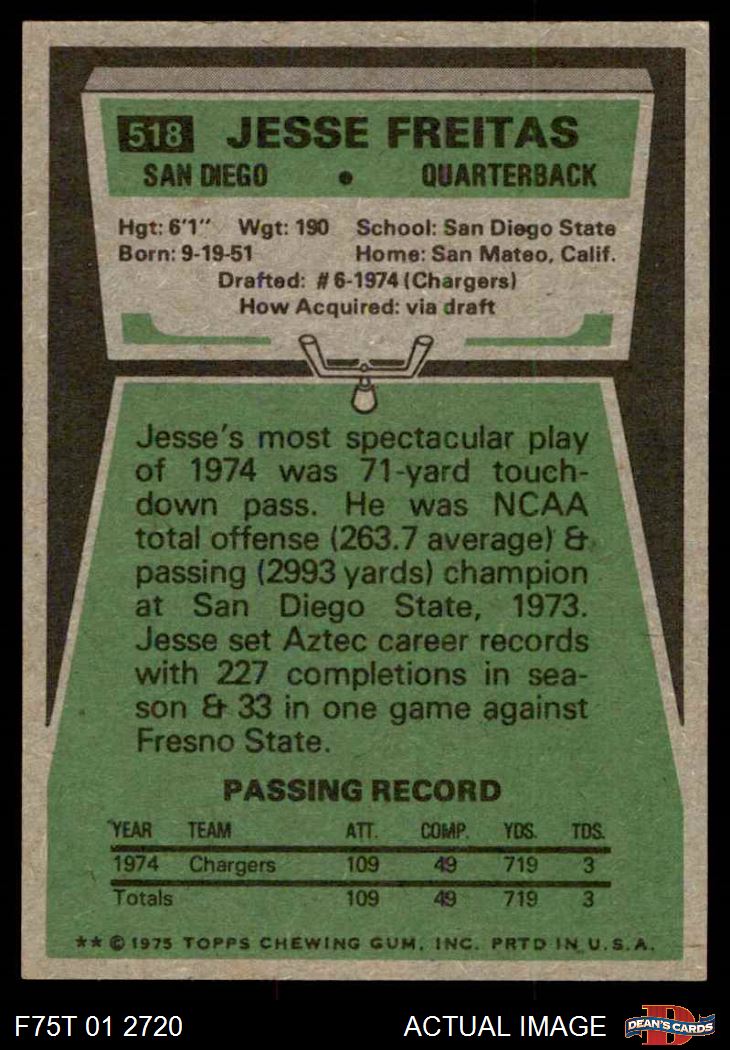 518 JESSE FREITAS
SAN DIEGO • QUARTERBACK
Hgt: 6'1" Wgt: 190 School: San Diego State
Born: 9-19-51 Home: San Mateo, Calif.
Drafted: #6-1974 (Chargers)
How Acquired: via draft
Jesse's most spectacular play
of 1974 was 71-yard touch-
down pass. He was NCAA
total offense (263.7 average) &
passing (2993 yards) champion
at San Diego State, 1973.
Jesse set Aztec career records
with 227 completions in sea-
son & 33 in one game against
Fresno State.
PASSING RECORD
YEAR TEAM ATT. COMP. YDS. TDS.
1974 Chargers 109 49 719 3
Totals 109 49 719 3
** © 1975 TOPPS CHEWING GUM, INC. PRTD IN U.S.A.
F75T 01 2720 ACTUAL IMAGE D DEAN'S CARDS